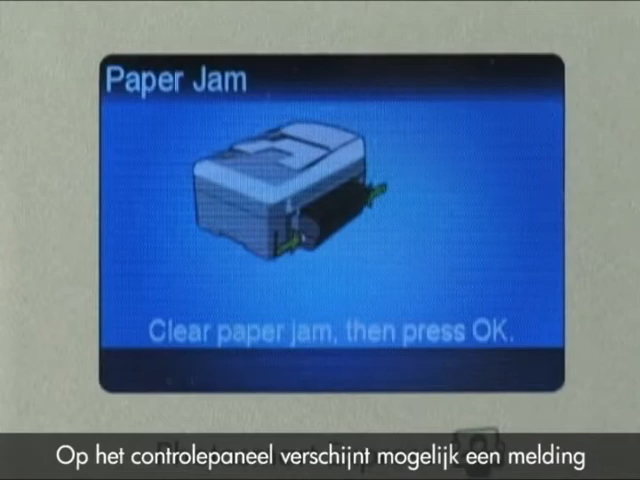 Paper Jam
Clear paper jam, then press OK.
Op het controlepaneel verschijnt mogelijk een melding